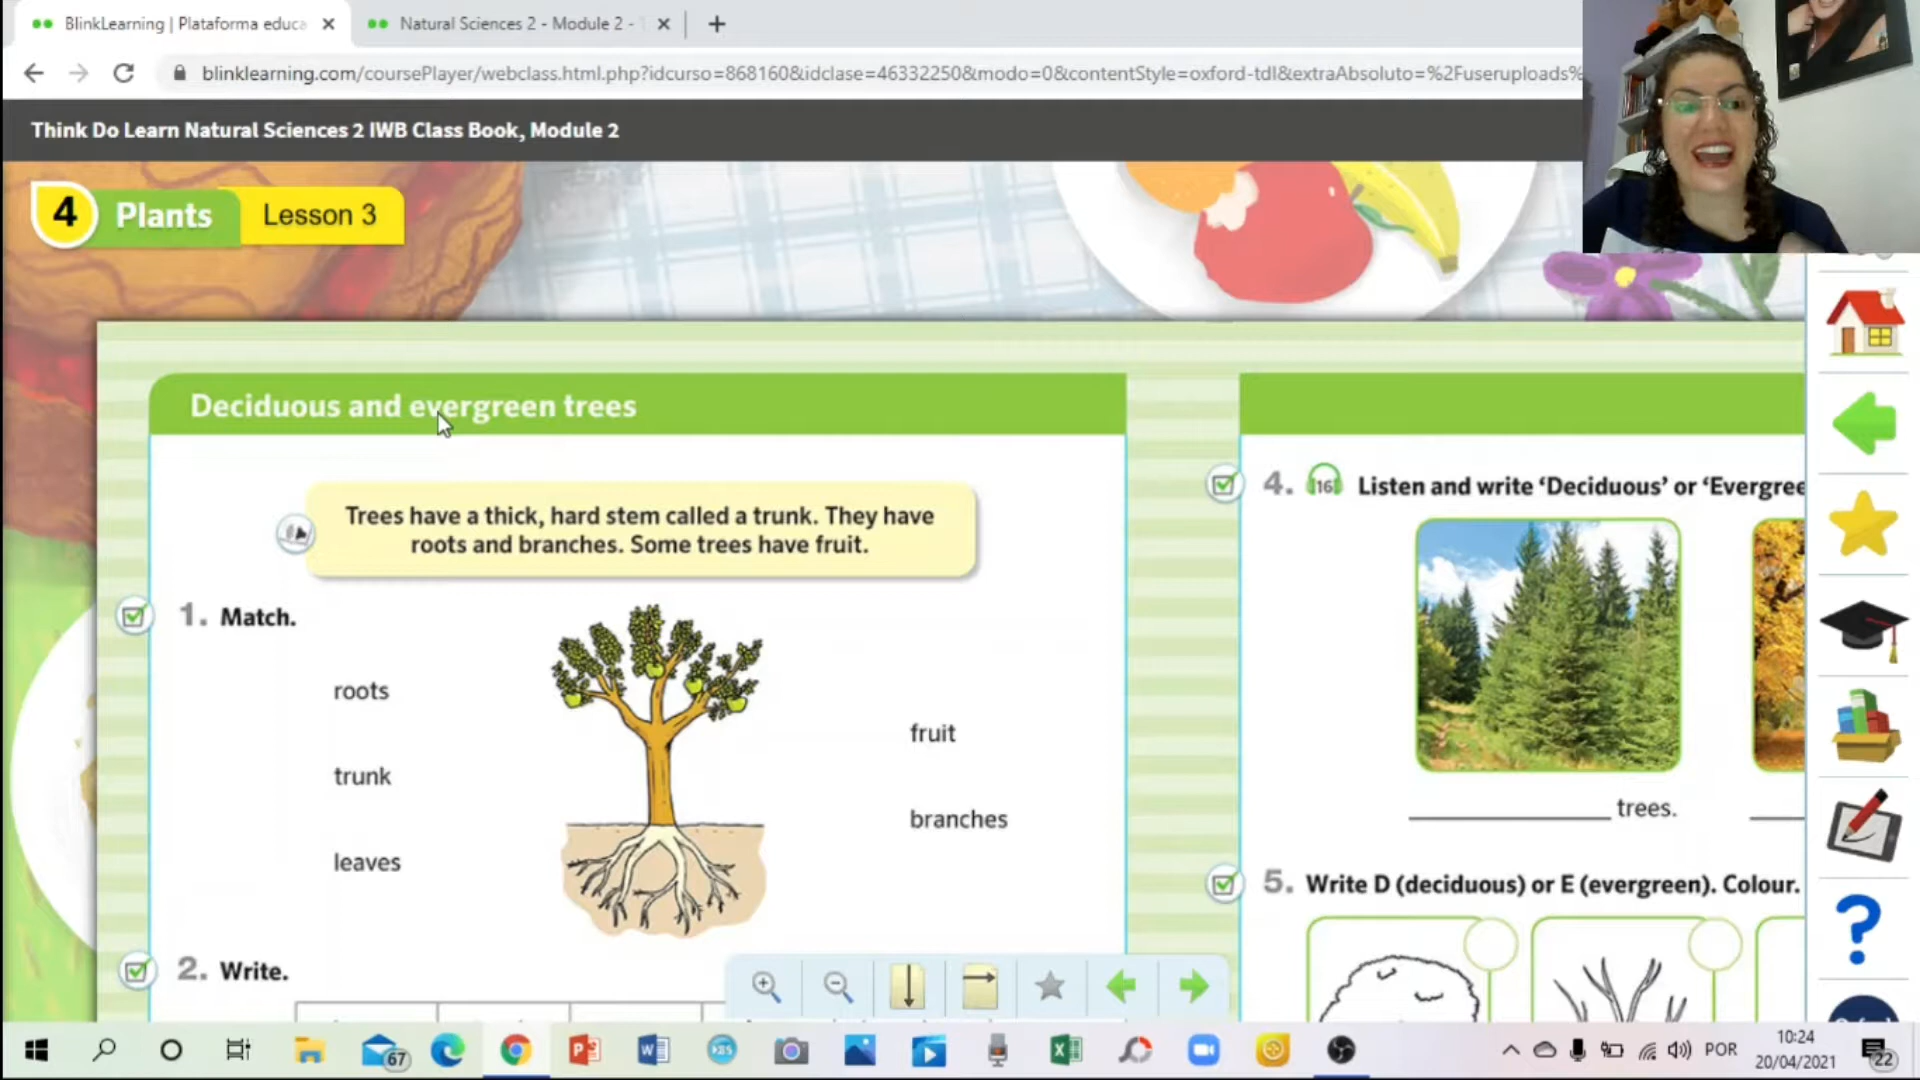 BlinkLearning | Plataforma educa
Natural Sciences 2 - Module 2 -
blinklearning.com/coursePlayer/webclass.html.php?idcurso=868160&idclase=46332250&modo=0&contentStyle=oxford-tdl&extraAbsoluto=%2Fuseruploads%
Think Do Learn Natural Sciences 2 IWB Class Book, Module 2
4 Plants Lesson 3
Deciduous and evergreen trees
Trees have a thick, hard stem called a trunk. They have
roots and branches. Some trees have fruit.
1. Match.
roots
trunk
leaves
fruit
branches
2. Write.
4. 16 Listen and write ‘Deciduous’ or ‘Evergree
trees.
5. Write D (deciduous) or E (evergreen). Colour.
67
POR
10:24
20/04/2021
22